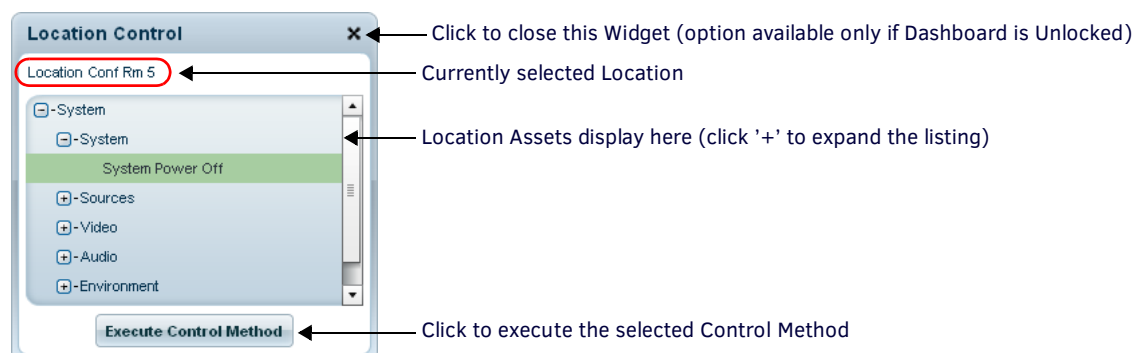 Location Control
Click to close this Widget (option available only if Dashboard is Unlocked)
Location Conf Rm 5
Currently selected Location
-System
-System
Location Assets display here (click '+' to expand the listing)
System Power Off
-Sources
-Video
-Audio
-Environment
Execute Control Method
Click to execute the selected Control Method